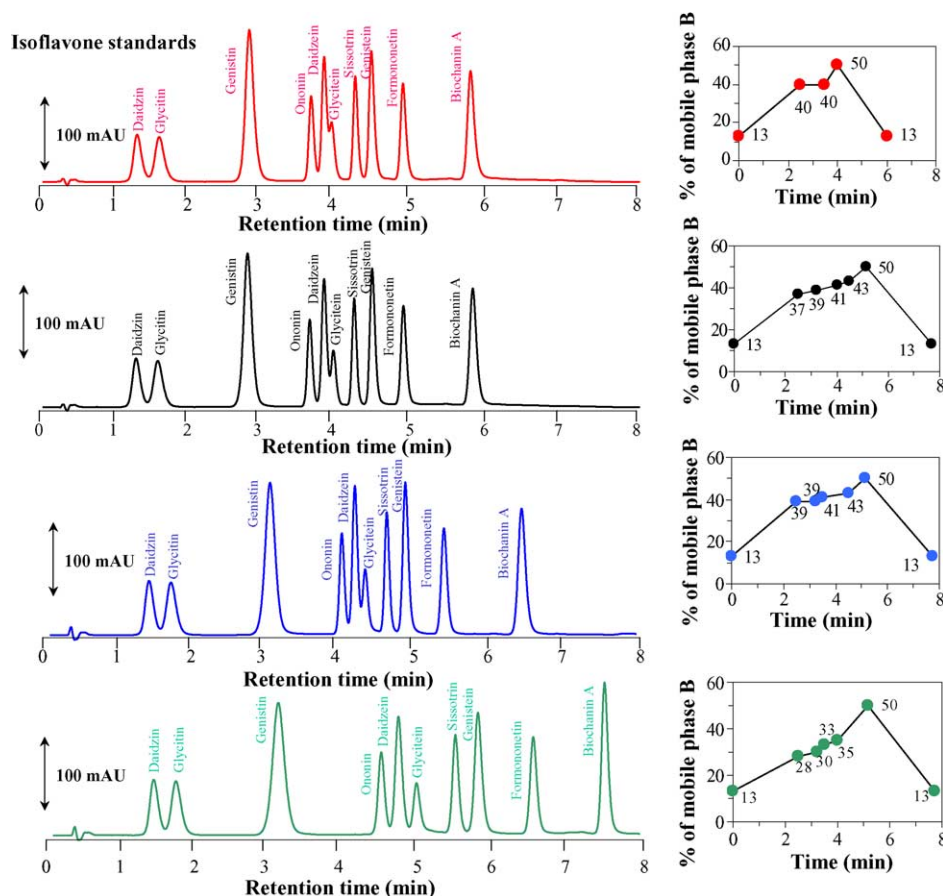 Isoflavone standards
100 mAU
Daidzin
Glycitin
Genistin
Ononin
Daidzein
Glycitein
Sissotrin
Genistein
Formononetin
Biochanin A
0 1 2 3 4 5 6 7 8
Retention time (min)
% of mobile phase B
60
40
20
0
13
40
40
50
13
0 2 4 6 8
Time (min)
100 mAU
Daidzin
Glycitin
Genistin
Ononin
Daidzein
Glycitein
Sissotrin
Genistein
Formononetin
Biochanin A
0 1 2 3 4 5 6 7 8
Retention time (min)
% of mobile phase B
60
40
20
0
13
37
39
41
43
50
13
0 2 4 6 8
Time (min)
100 mAU
Daidzin
Glycitin
Genistin
Ononin
Daidzein
Glycitein
Sissotrin
Genistein
Formononetin
Biochanin A
0 1 2 3 4 5 6 7 8
Retention time (min)
% of mobile phase B
60
40
20
0
13
39
39
41
43
50
13
0 2 4 6 8
Time (min)
100 mAU
Daidzin
Glycitin
Genistin
Ononin
Daidzein
Glycitein
Sissotrin
Genistein
Formononetin
Biochanin A
0 1 2 3 4 5 6 7 8
Retention time (min)
% of mobile phase B
60
40
20
0
13
28
30
33
35
50
13
0 2 4 6 8
Time (min)